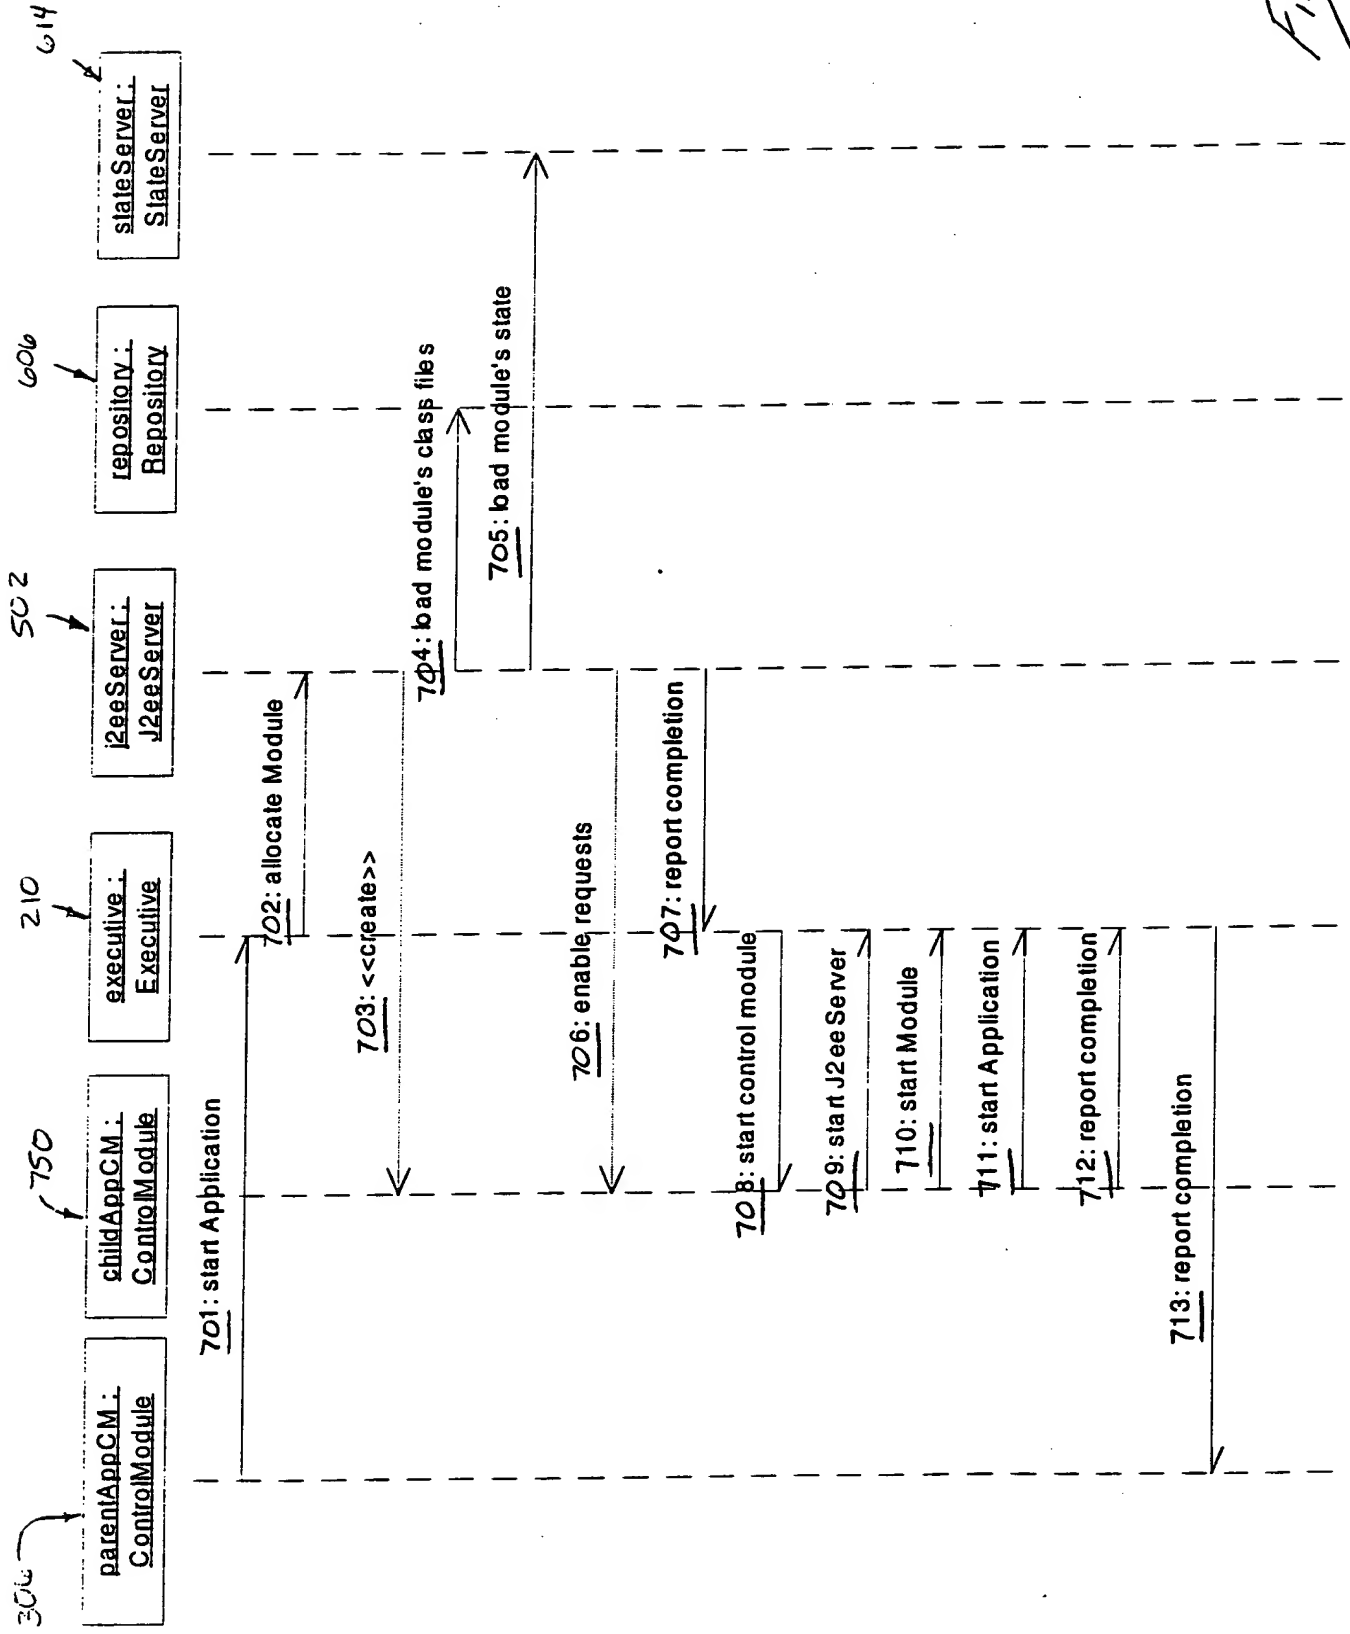 306
parentAppCM :
ControlModule
750
childAppCM :
ControlModule
210
executive :
Executive
502
j2eeServer :
J2eeServer
606
repository :
Repository
614
stateServer :
StateServer
701: start Application
702: allocate Module
703: <<create>>
704: load module's class files
705: load module's state
706: enable requests
707: report completion
708: start control module
709: start J2eeServer
710: start Module
711: start Application
712: report completion
713: report completion